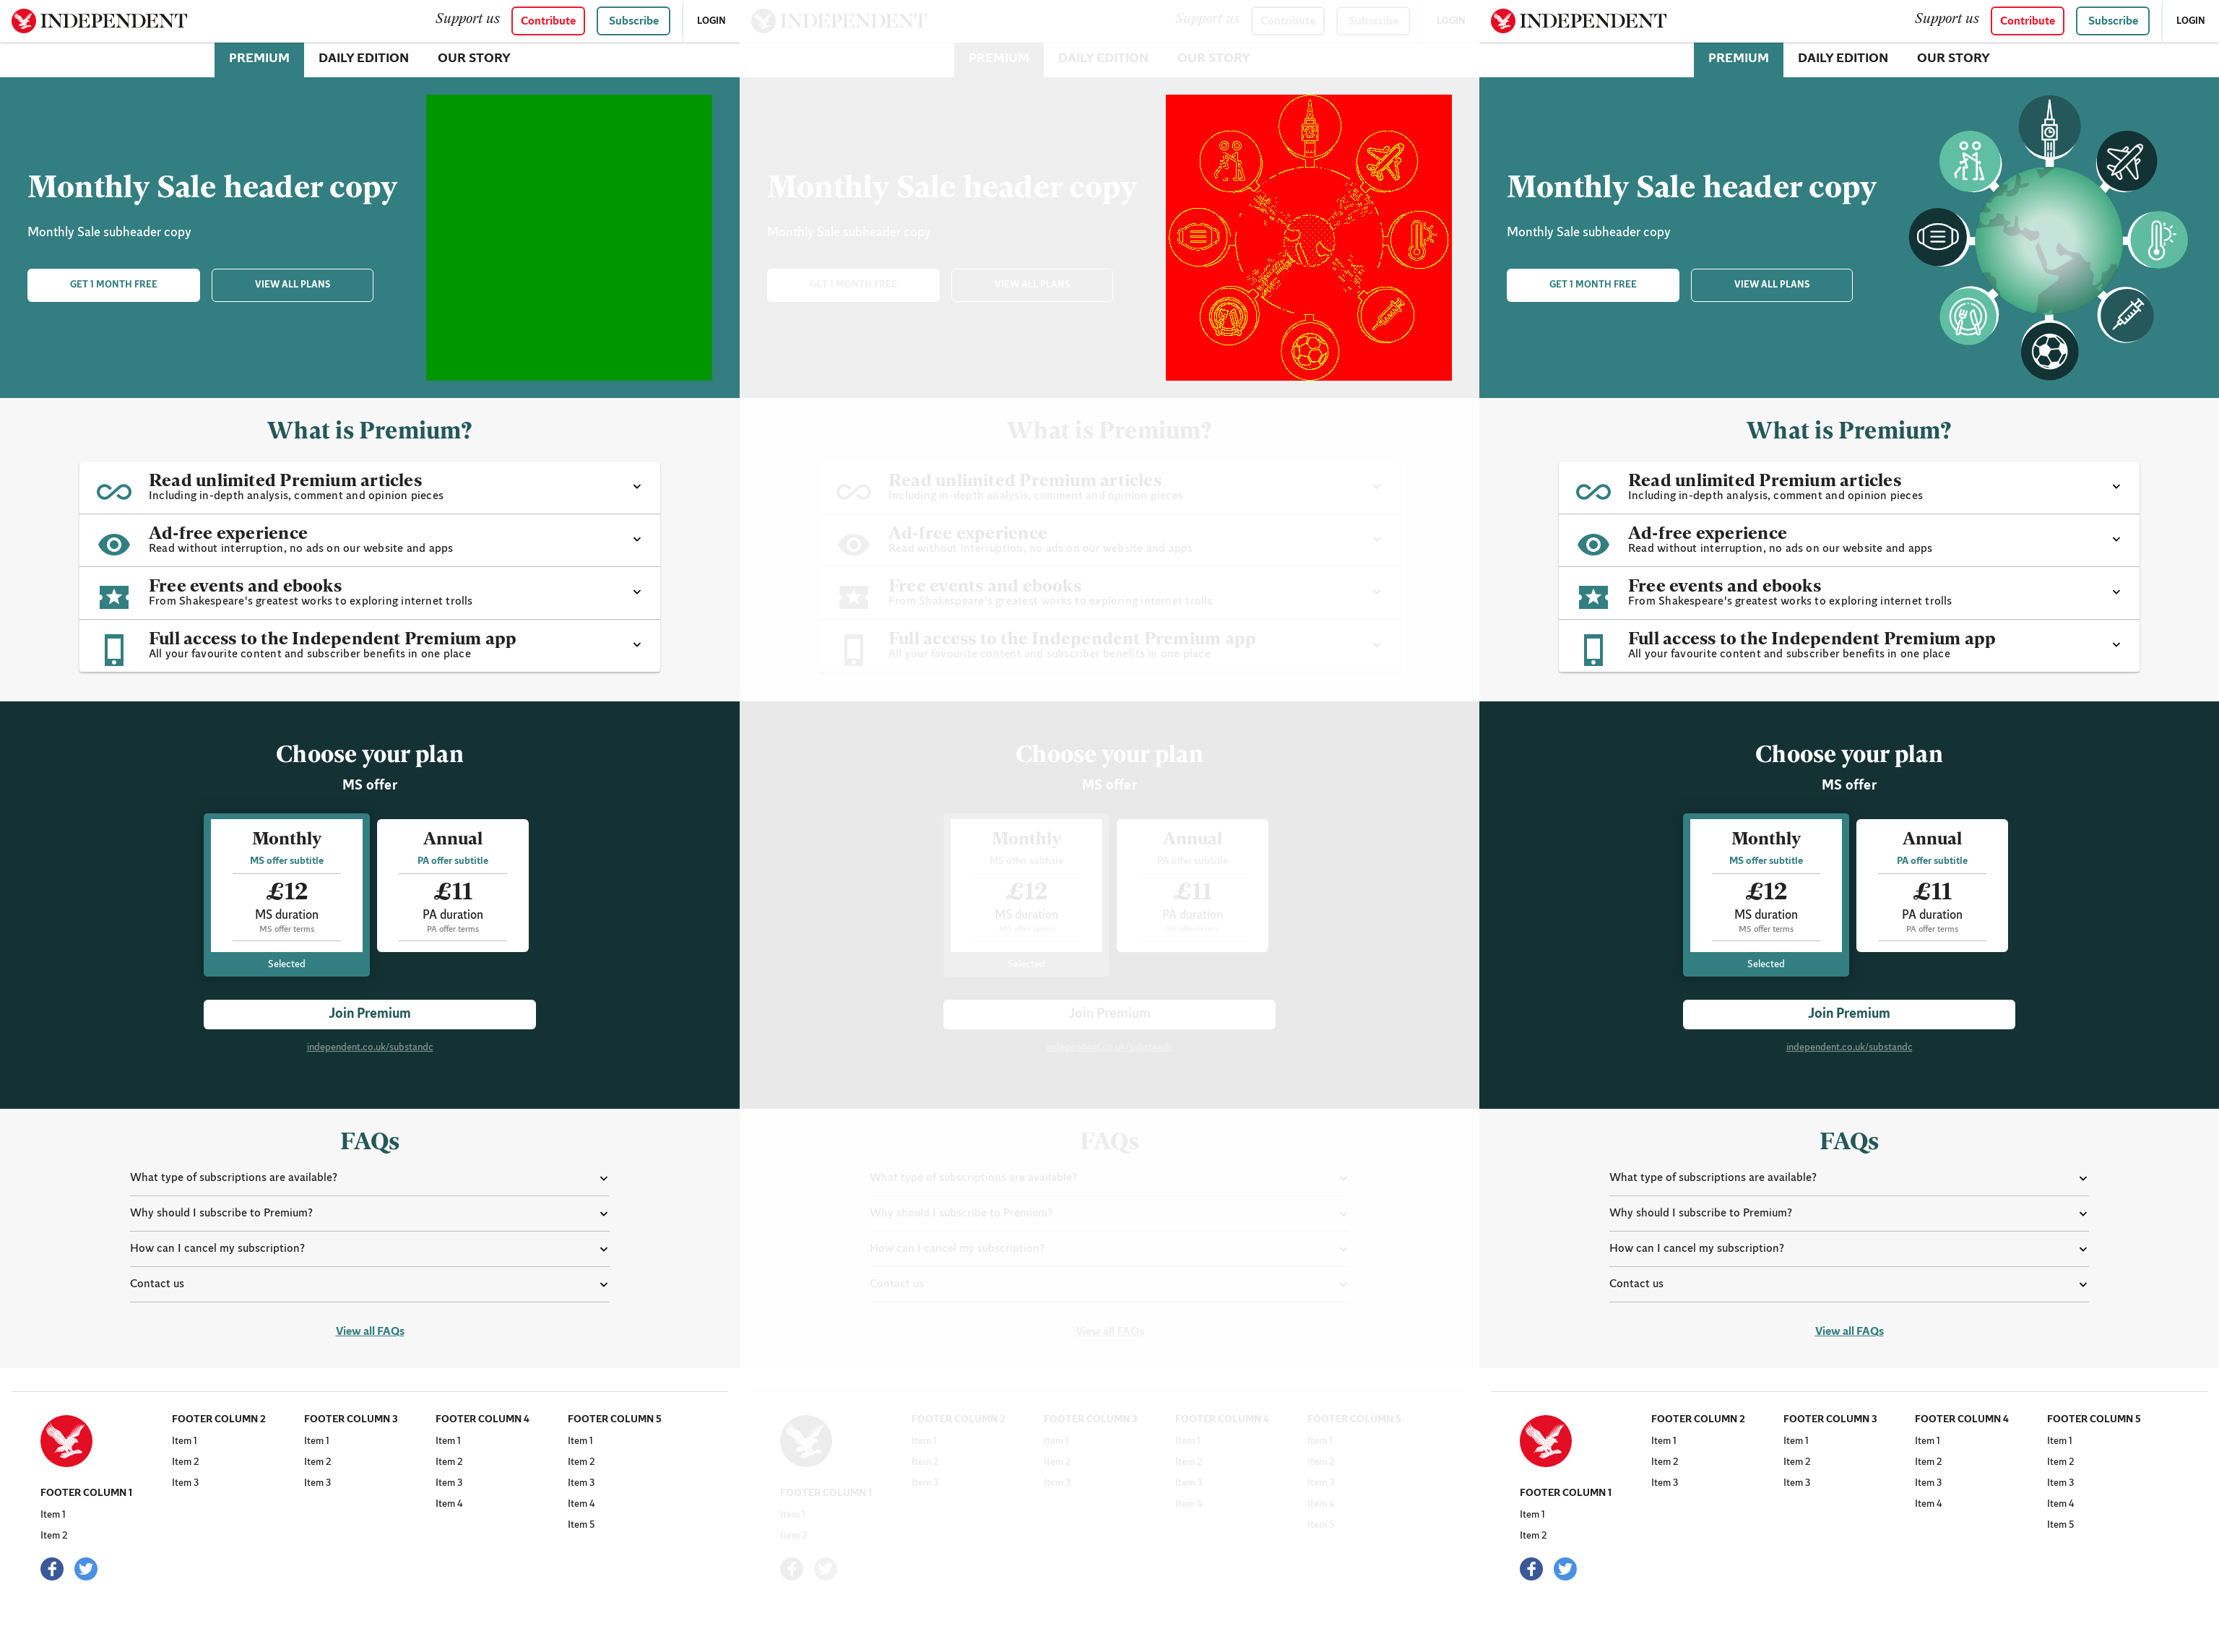 INDEPENDENT
Support us
Contribute
Subscribe
LOGIN
PREMIUM
DAILY EDITION
OUR STORY
Monthly Sale header copy
Monthly Sale subheader copy
GET 1 MONTH FREE
VIEW ALL PLANS
What is Premium?
Read unlimited Premium articles
Including in-depth analysis, comment and opinion pieces
Ad-free experience
Read without interruption, no ads on our website and apps
Free events and ebooks
From Shakespeare's greatest works to exploring internet trolls
Full access to the Independent Premium app
All your favourite content and subscriber benefits in one place
Choose your plan
MS offer
Monthly
MS offer subtitle
£12
MS duration
MS offer terms
Selected
Annual
PA offer subtitle
£11
PA duration
PA offer terms
Join Premium
independent.co.uk/substandc
FAQs
What type of subscriptions are available?
Why should I subscribe to Premium?
How can I cancel my subscription?
Contact us
View all FAQs
FOOTER COLUMN 1
Item 1
Item 2
FOOTER COLUMN 2
Item 1
Item 2
Item 3
FOOTER COLUMN 3
Item 1
Item 2
Item 3
FOOTER COLUMN 4
Item 1
Item 2
Item 3
Item 4
FOOTER COLUMN 5
Item 1
Item 2
Item 3
Item 4
Item 5
INDEPENDENT
Support us
Contribute
Subscribe
LOGIN
PREMIUM
DAILY EDITION
OUR STORY
Monthly Sale header copy
Monthly Sale subheader copy
GET 1 MONTH FREE
VIEW ALL PLANS
What is Premium?
Read unlimited Premium articles
Including in-depth analysis, comment and opinion pieces
Ad-free experience
Read without interruption, no ads on our website and apps
Free events and ebooks
From Shakespeare's greatest works to exploring internet trolls
Full access to the Independent Premium app
All your favourite content and subscriber benefits in one place
Choose your plan
MS offer
Monthly
MS offer subtitle
£12
MS duration
MS offer terms
Selected
Annual
PA offer subtitle
£11
PA duration
PA offer terms
Join Premium
independent.co.uk/substandc
FAQs
What type of subscriptions are available?
Why should I subscribe to Premium?
How can I cancel my subscription?
Contact us
View all FAQs
FOOTER COLUMN 1
Item 1
Item 2
FOOTER COLUMN 2
Item 1
Item 2
Item 3
FOOTER COLUMN 3
Item 1
Item 2
Item 3
FOOTER COLUMN 4
Item 1
Item 2
Item 3
Item 4
FOOTER COLUMN 5
Item 1
Item 2
Item 3
Item 4
Item 5
INDEPENDENT
Support us
Contribute
Subscribe
LOGIN
PREMIUM
DAILY EDITION
OUR STORY
Monthly Sale header copy
Monthly Sale subheader copy
GET 1 MONTH FREE
VIEW ALL PLANS
What is Premium?
Read unlimited Premium articles
Including in-depth analysis, comment and opinion pieces
Ad-free experience
Read without interruption, no ads on our website and apps
Free events and ebooks
From Shakespeare's greatest works to exploring internet trolls
Full access to the Independent Premium app
All your favourite content and subscriber benefits in one place
Choose your plan
MS offer
Monthly
MS offer subtitle
£12
MS duration
MS offer terms
Selected
Annual
PA offer subtitle
£11
PA duration
PA offer terms
Join Premium
independent.co.uk/substandc
FAQs
What type of subscriptions are available?
Why should I subscribe to Premium?
How can I cancel my subscription?
Contact us
View all FAQs
FOOTER COLUMN 1
Item 1
Item 2
FOOTER COLUMN 2
Item 1
Item 2
Item 3
FOOTER COLUMN 3
Item 1
Item 2
Item 3
FOOTER COLUMN 4
Item 1
Item 2
Item 3
Item 4
FOOTER COLUMN 5
Item 1
Item 2
Item 3
Item 4
Item 5